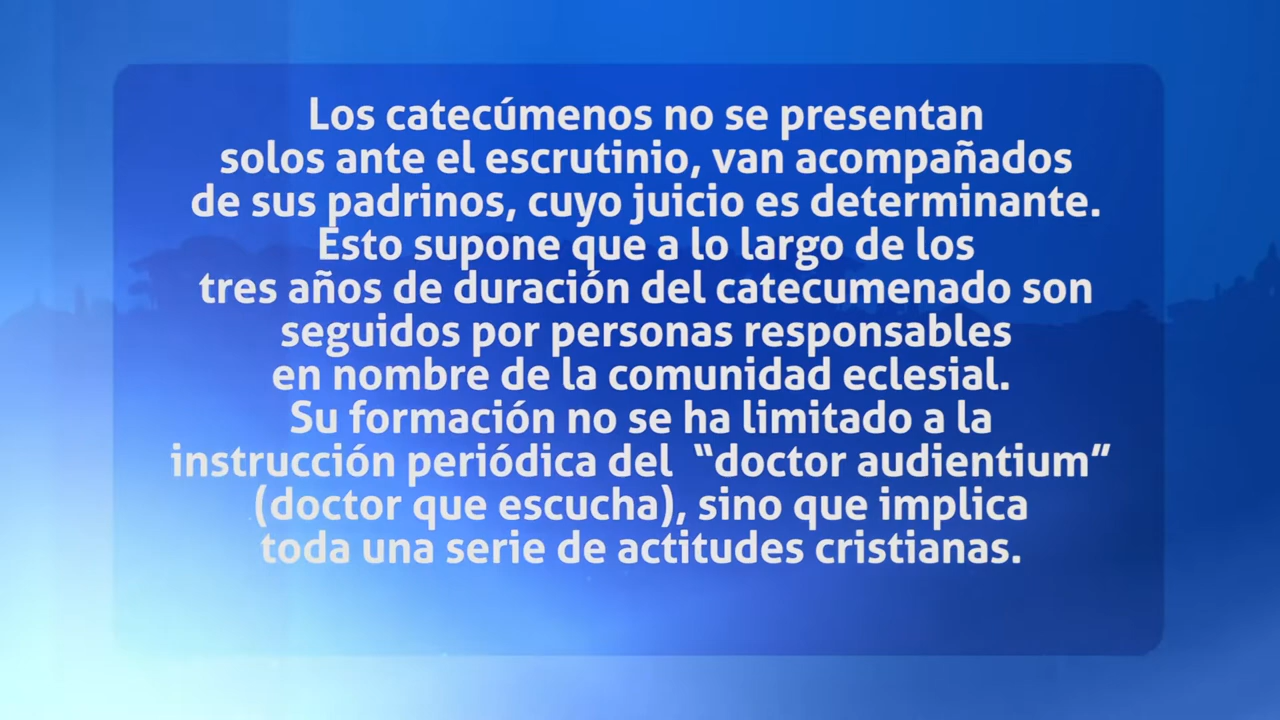 Los catecúmenos no se presentan
solos ante el escrutinio, van acompañados
de sus padrinos, cuyo juicio es determinante.
Esto supone que a lo largo de los
tres años de duración del catecumenado son
seguidos por personas responsables
en nombre de la comunidad eclesial.
Su formación no se ha limitado a la
instrucción periódica del  “doctor audientium”
(doctor que escucha), sino que implica
toda una serie de actitudes cristianas.